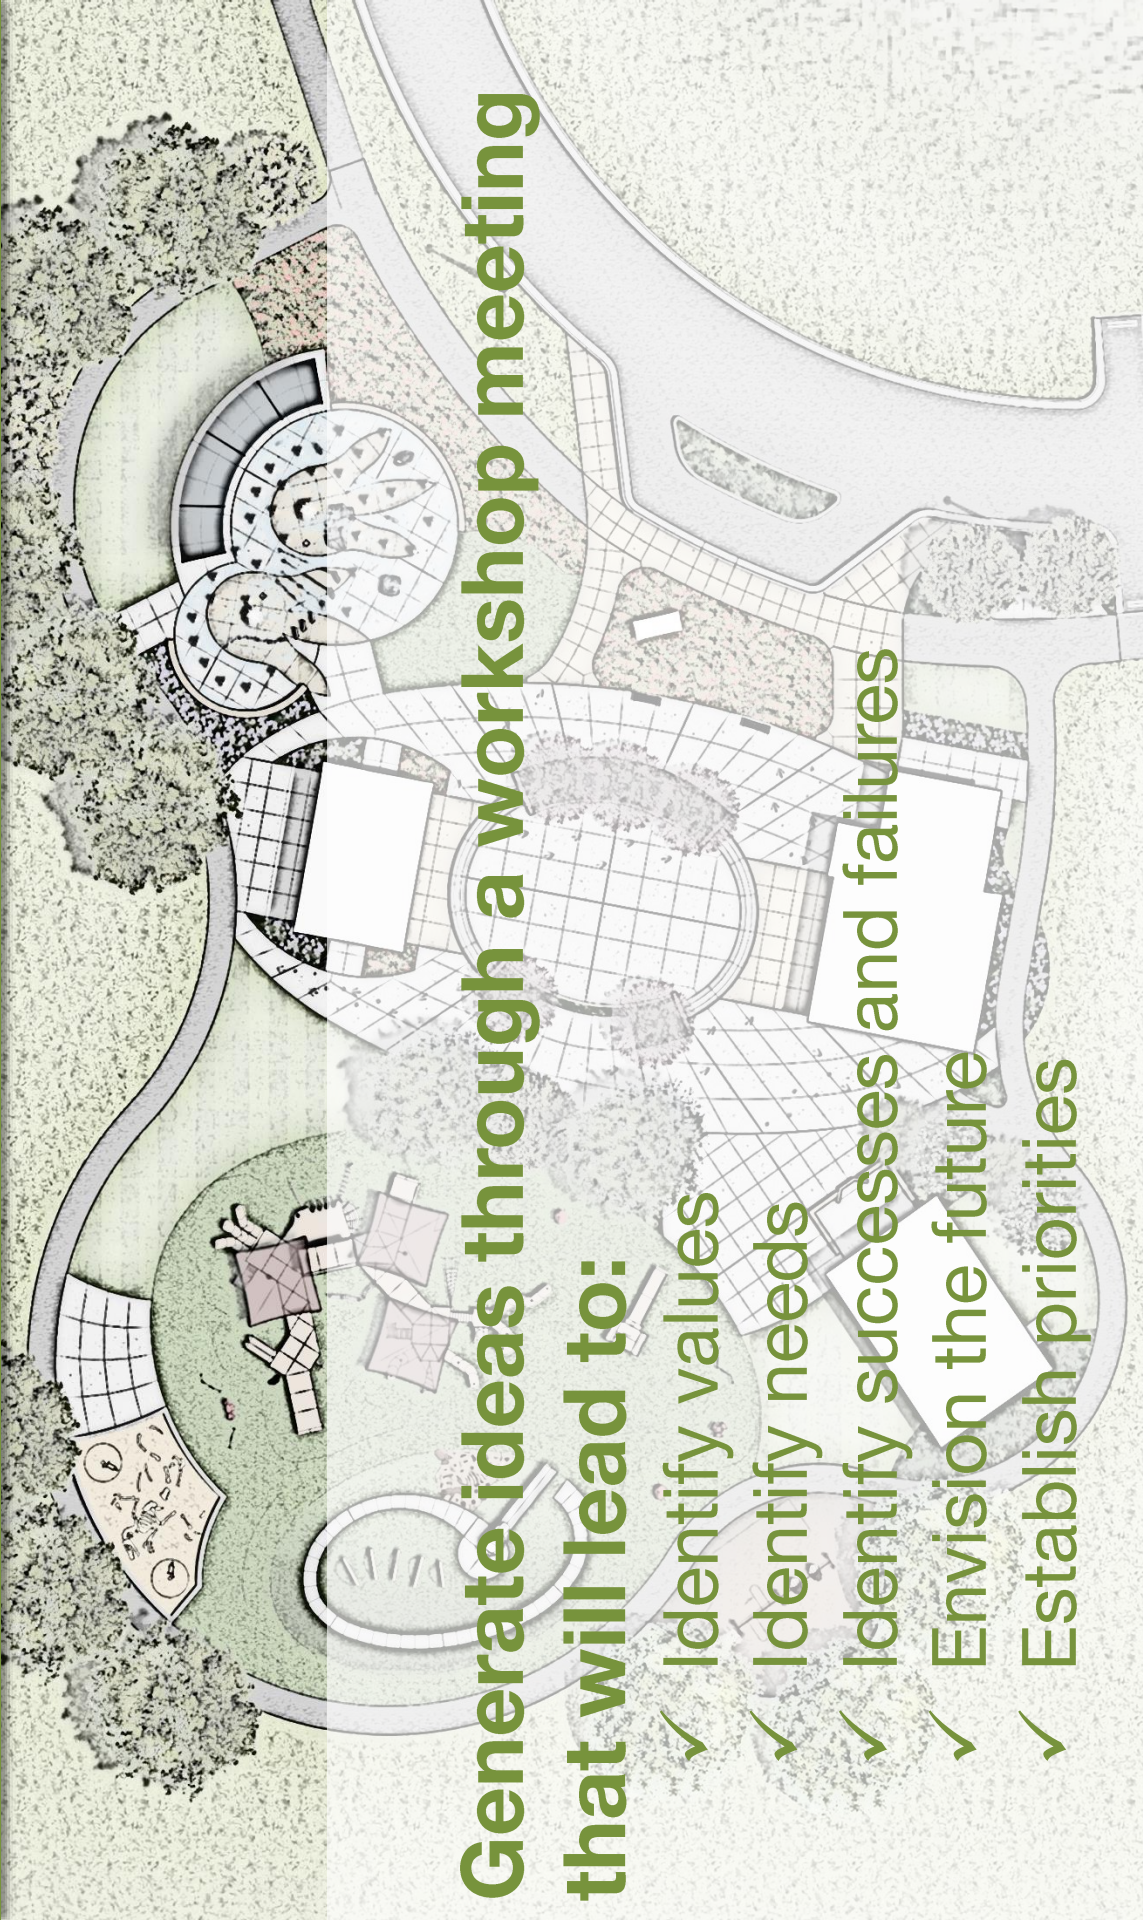 Generate ideas through a workshop meeting
that will lead to:
✓ Identify values
✓ Identify needs
✓ Identify successes and failures
✓ Envision the future
✓ Establish priorities